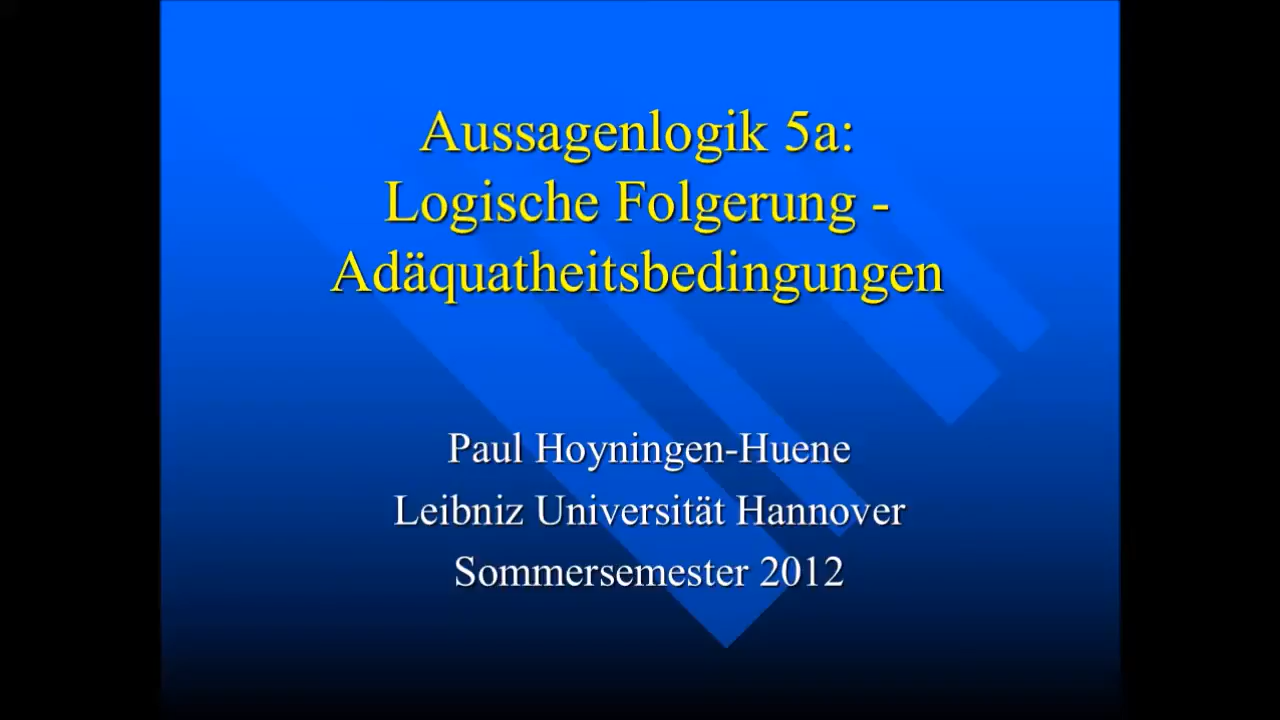 Aussagenlogik 5a:
Logische Folgerung -
Adäquatheitsbedingungen
Paul Hoyningen-Huene
Leibniz Universität Hannover
Sommersemester 2012